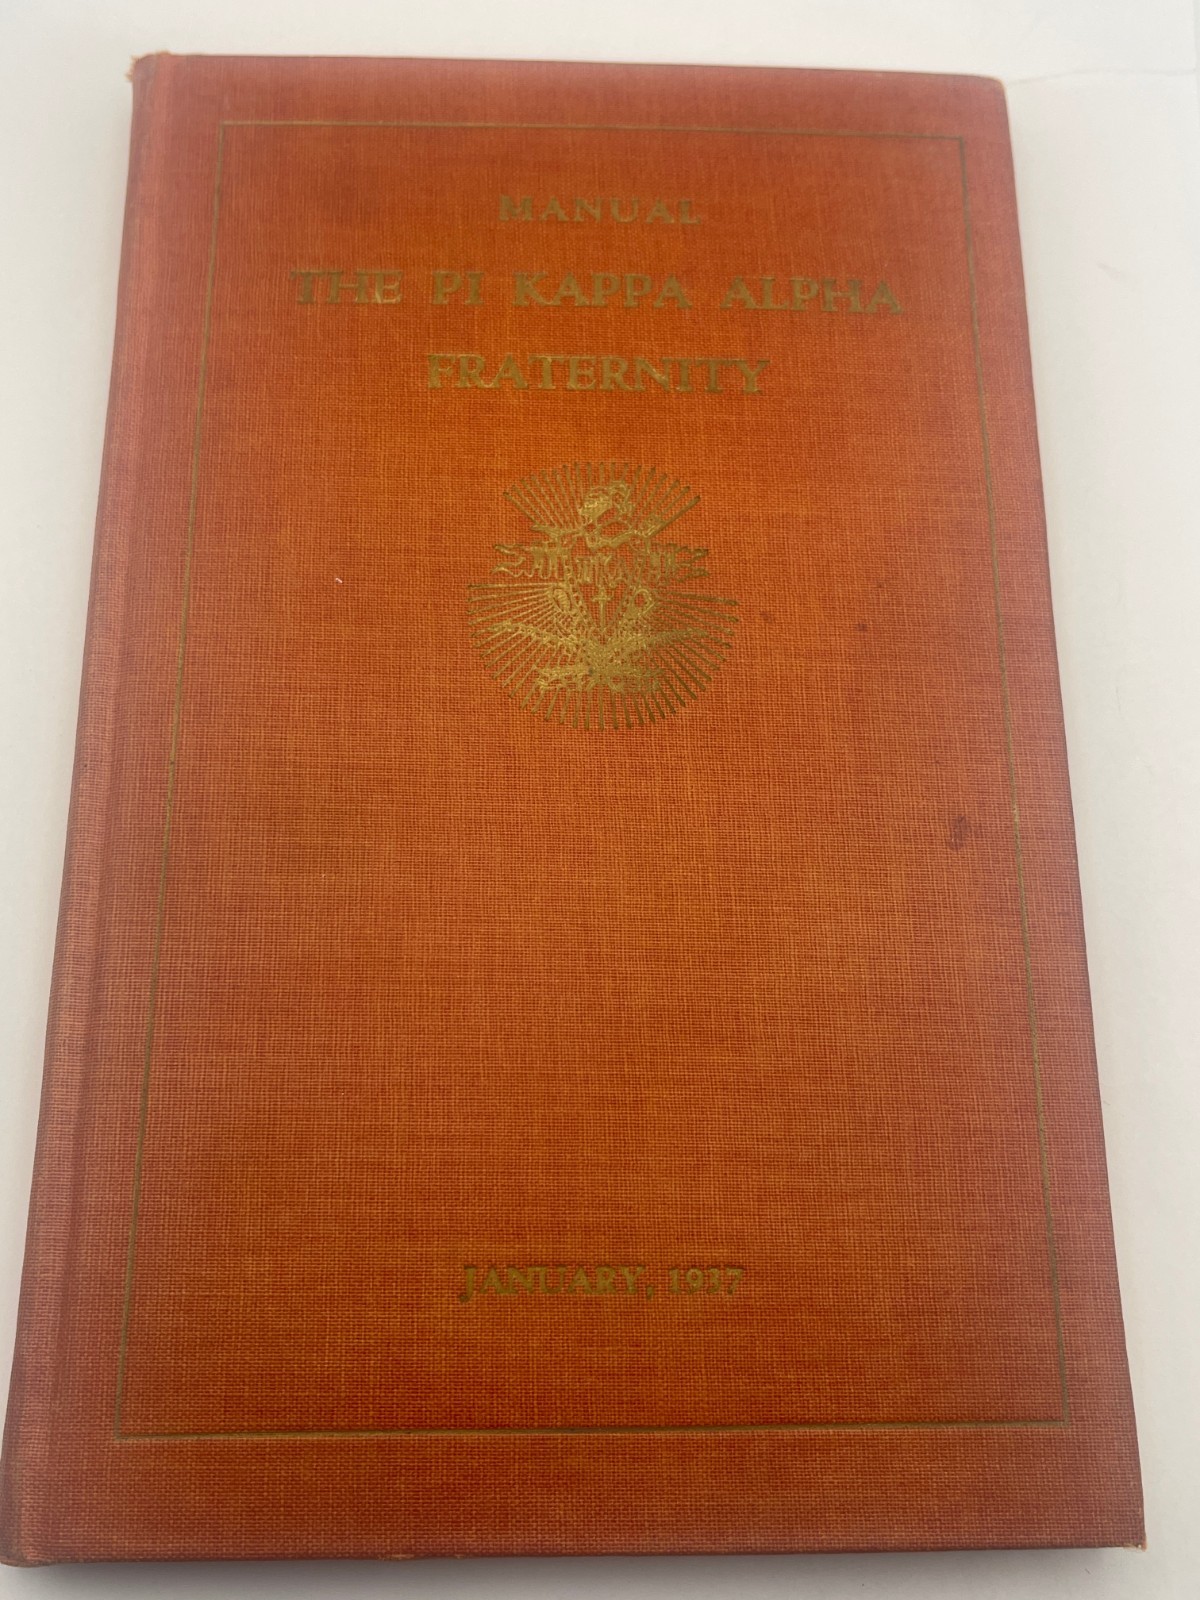 MANUAL
THE PI KAPPA ALPHA
FRATERNITY
JANUARY, 1937